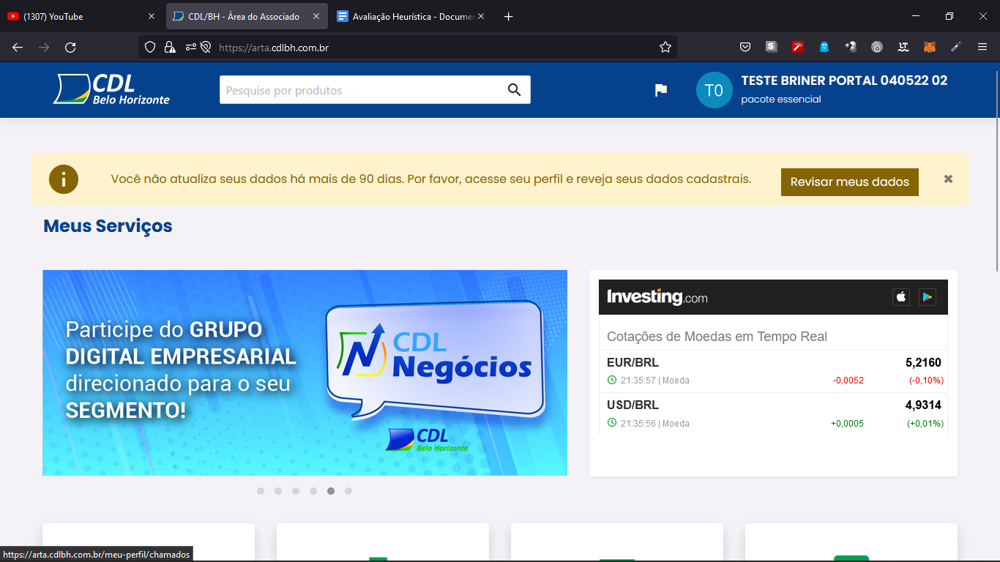 (1307) YouTube
CDL/BH - Área do Associado
Avaliação Heurística - Documen
https://arta.cdlbh.com.br
CDL
Belo Horizonte
Pesquise por produtos
T0
TESTE BRINER PORTAL 040522 02
pacote essencial
Você não atualiza seus dados há mais de 90 dias. Por favor, acesse seu perfil e reveja seus dados cadastrais.
Revisar meus dados
Meus Serviços
Participe do GRUPO
DIGITAL EMPRESARIAL
direcionado para o seu
SEGMENTO!
CDL
Negócios
CDL
Belo Horizonte
Investing.com
Cotações de Moedas em Tempo Real
EUR/BRL 5,2160
21:35:57 | Moeda -0,0052 (-0,10%)
USD/BRL 4,9314
21:35:56 | Moeda +0,0005 (+0,01%)
https://arta.cdlbh.com.br/meu-perfil/chamados